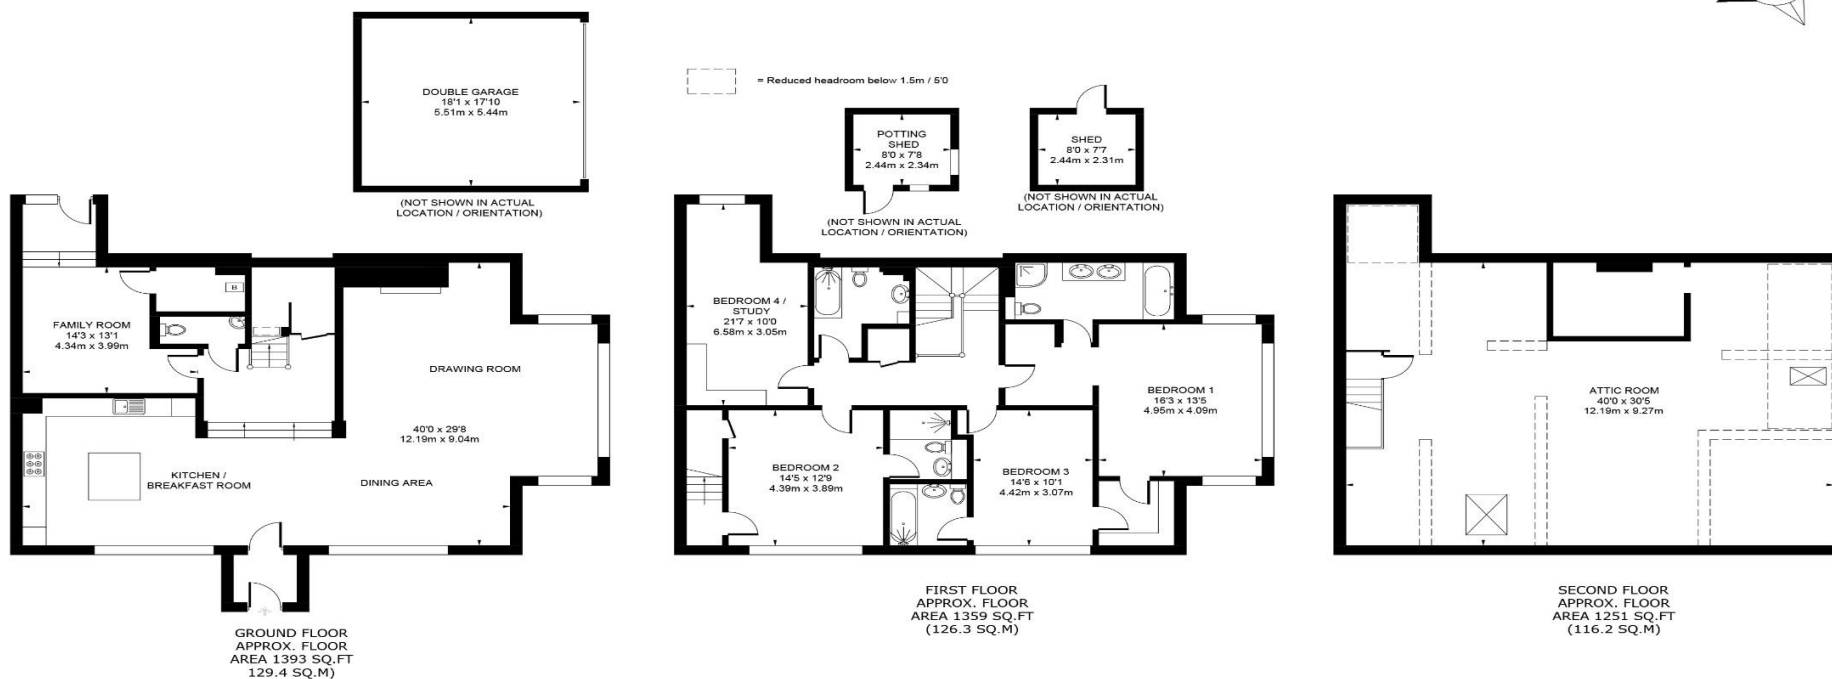 DOUBLE GARAGE
18'1 x 17'10
5.51m x 5.44m
(NOT SHOWN IN ACTUAL
LOCATION / ORIENTATION)
= Reduced headroom below 1.5m / 5'0
POTTING
SHED
8'0 x 7'8
2.44m x 2.34m
(NOT SHOWN IN ACTUAL
LOCATION / ORIENTATION)
SHED
8'0 x 7'7
2.44m x 2.31m
(NOT SHOWN IN ACTUAL
LOCATION / ORIENTATION)
B
FAMILY ROOM
14'3 x 13'1
4.34m x 3.99m
DRAWING ROOM
40'0 x 29'8
12.19m x 9.04m
KITCHEN /
BREAKFAST ROOM
DINING AREA
GROUND FLOOR
APPROX. FLOOR
AREA 1393 SQ.FT
129.4 SQ.M)
BEDROOM 4 /
STUDY
21'7 x 10'0
6.58m x 3.05m
BEDROOM 1
16'3 x 13'5
4.95m x 4.09m
BEDROOM 2
14'5 x 12'9
4.39m x 3.89m
BEDROOM 3
14'6 x 10'1
4.42m x 3.07m
FIRST FLOOR
APPROX. FLOOR
AREA 1359 SQ.FT
(126.3 SQ.M)
ATTIC ROOM
40'0 x 30'5
12.19m x 9.27m
SECOND FLOOR
APPROX. FLOOR
AREA 1251 SQ.FT
(116.2 SQ.M)